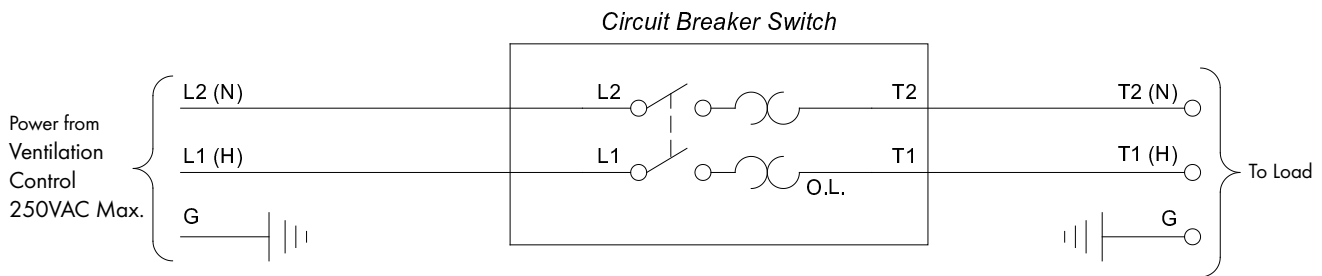 Circuit Breaker Switch
L2 (N)
L2
T2
T2 (N)
Power from
Ventilation
Control
250VAC Max.
L1 (H)
L1
T1
O.L.
T1 (H)
To Load
G
G